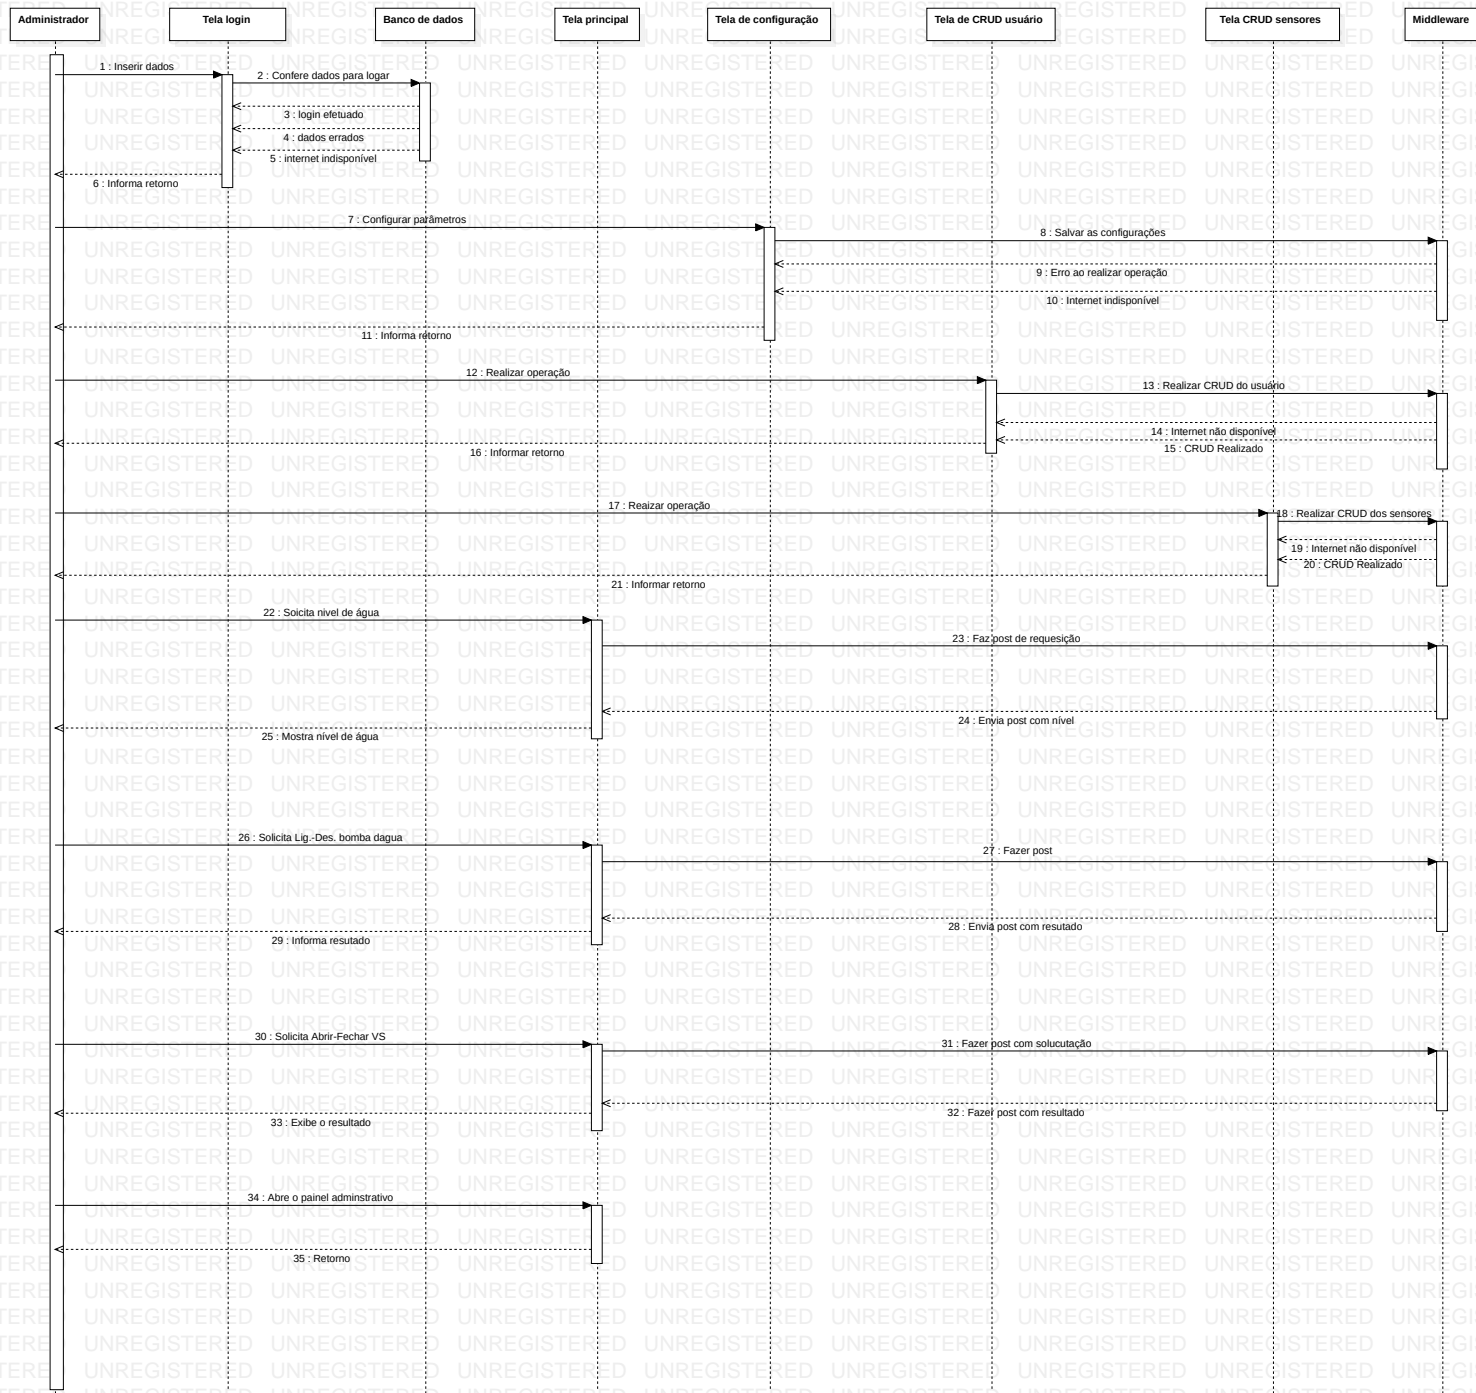 Administrador
Tela login
Banco de dados
Tela principal
Tela de configuração
Tela de CRUD usuário
Tela CRUD sensores
Middleware
1 : Inserir dados
2 : Confere dados para logar
3 : login efetuado
4 : dados errados
5 : internet indisponível
6 : Informa retorno
7 : Configurar parâmetros
8 : Salvar as configurações
9 : Erro ao realizar operação
10 : Internet indisponível
11 : Informa retorno
12 : Realizar operação
13 : Realizar CRUD do usuário
14 : Internet não disponível
15 : CRUD Realizado
16 : Informar retorno
17 : Reaizar operação
18 : Realizar CRUD dos sensores
19 : Internet não disponível
20 : CRUD Realizado
21 : Informar retorno
22 : Soicita nivel de água
23 : Faz post de requesição
24 : Envia post com nível
25 : Mostra nível de água
26 : Solicita Lig.-Des. bomba dagua
27 : Fazer post
28 : Envia post com resutado
29 : Informa resutado
30 : Solicita Abrir-Fechar VS
31 : Fazer post com solucutação
32 : Fazer post com resultado
33 : Exibe o resultado
34 : Abre o painel adminstrativo
35 : Retorno
UNREGISTERED